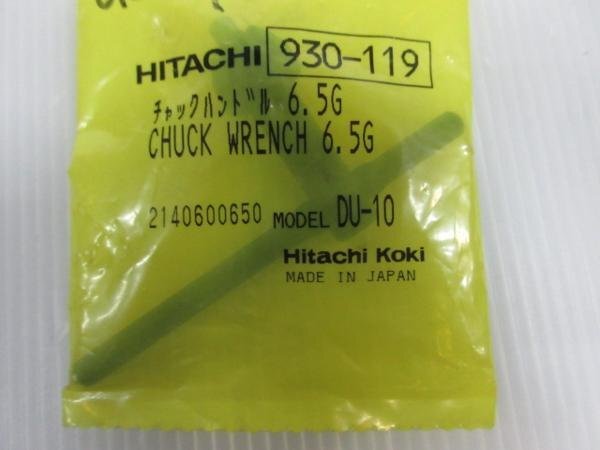 HITACHI 930-119
チャックハンドル 6.5G
CHUCK WRENCH 6.5G
2140600650 MODEL DU-10
Hitachi Koki
MADE IN JAPAN